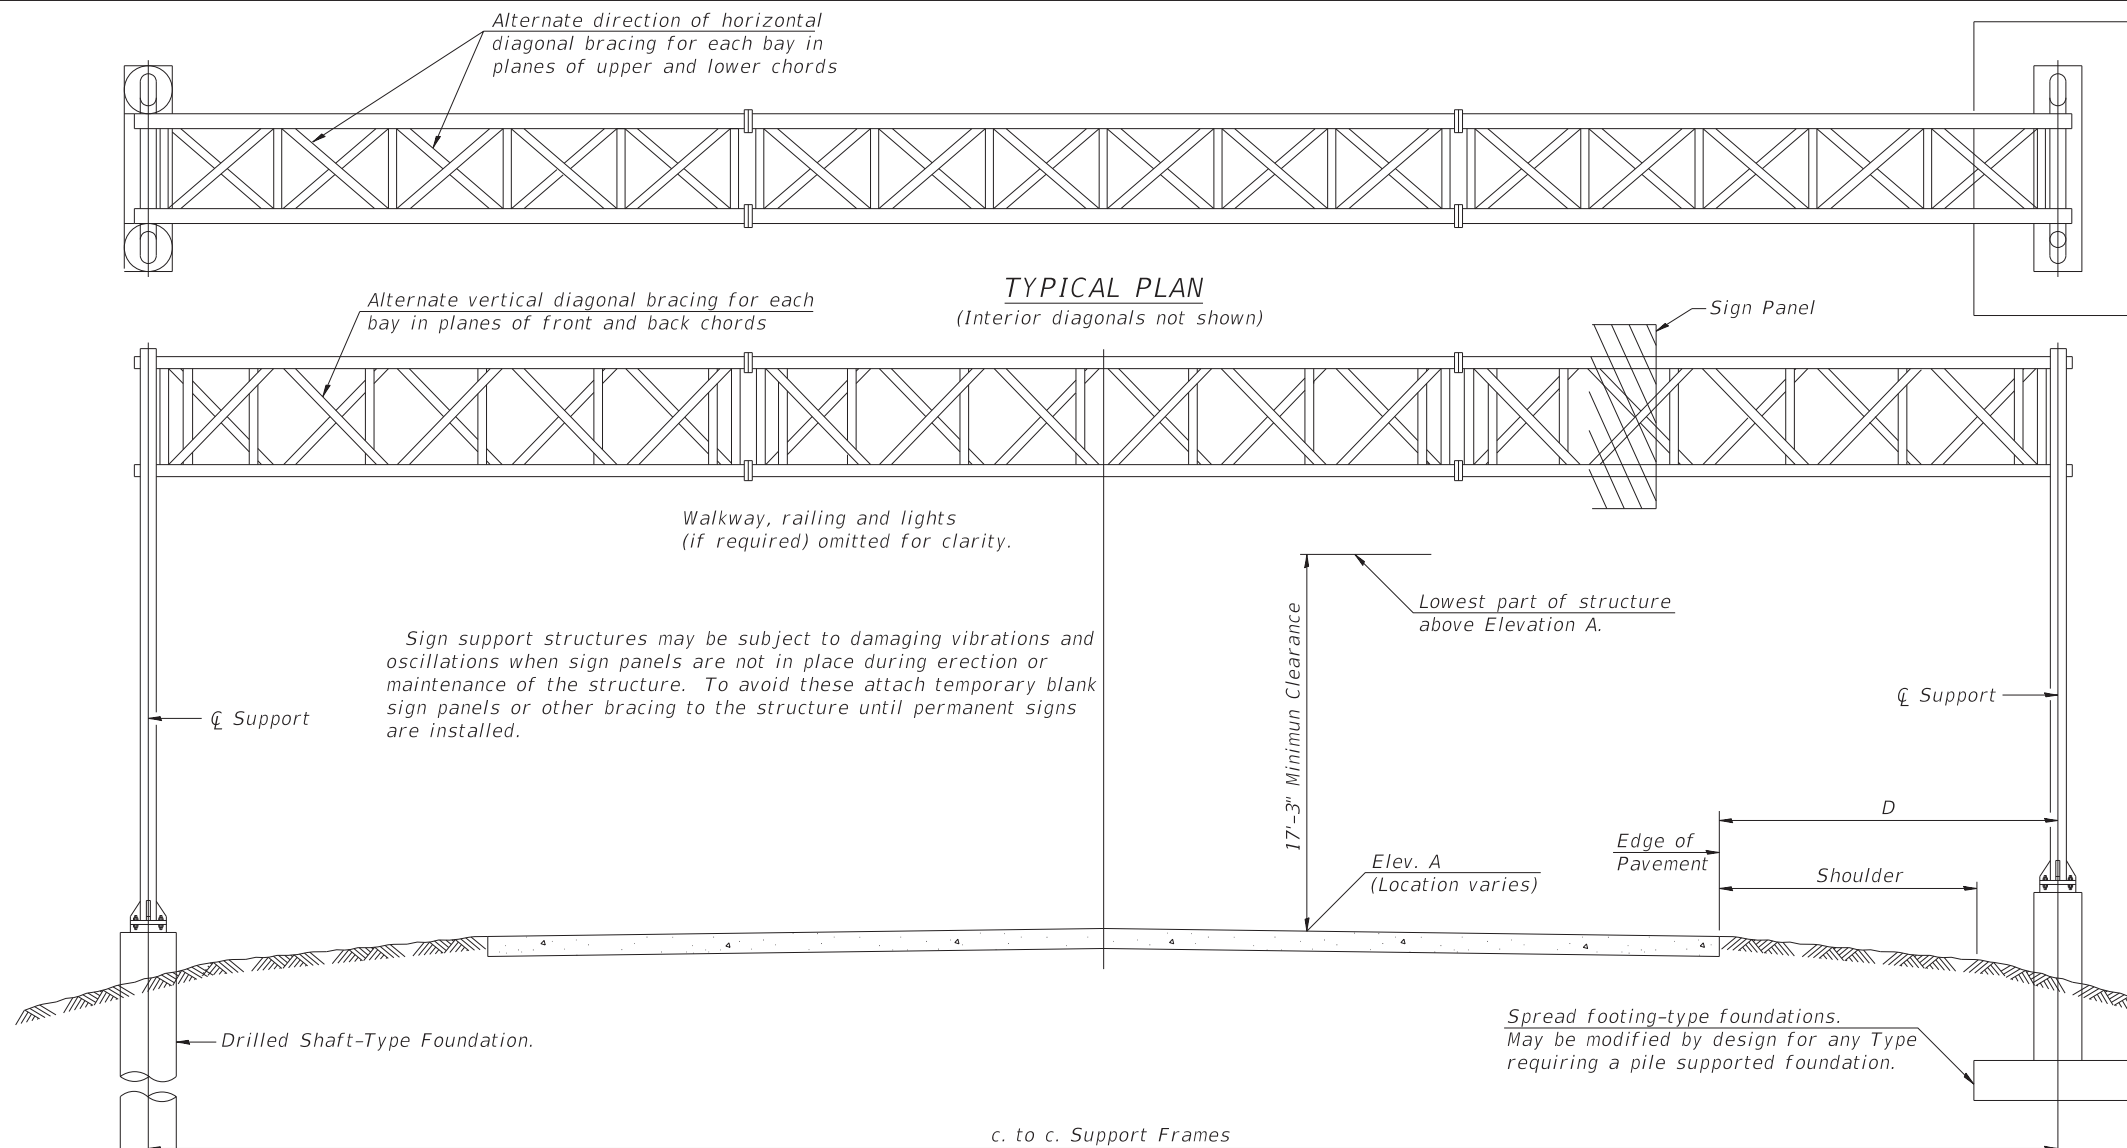 Alternate direction of horizontal
diagonal bracing for each bay in
planes of upper and lower chords
TYPICAL PLAN
(Interior diagonals not shown)
Alternate vertical diagonal bracing for each
bay in planes of front and back chords
Sign Panel
Walkway, railing and lights
(if required) omitted for clarity.
Lowest part of structure
above Elevation A.
17'-3" Minimun Clearance
Sign support structures may be subject to damaging vibrations and
oscillations when sign panels are not in place during erection or
maintenance of the structure. To avoid these attach temporary blank
sign panels or other bracing to the structure until permanent signs
are installed.
℄ Support
℄ Support
D
Edge of
Pavement
Shoulder
Elev. A
(Location varies)
Drilled Shaft-Type Foundation.
Spread footing-type foundations.
May be modified by design for any Type
requiring a pile supported foundation.
c. to c. Support Frames